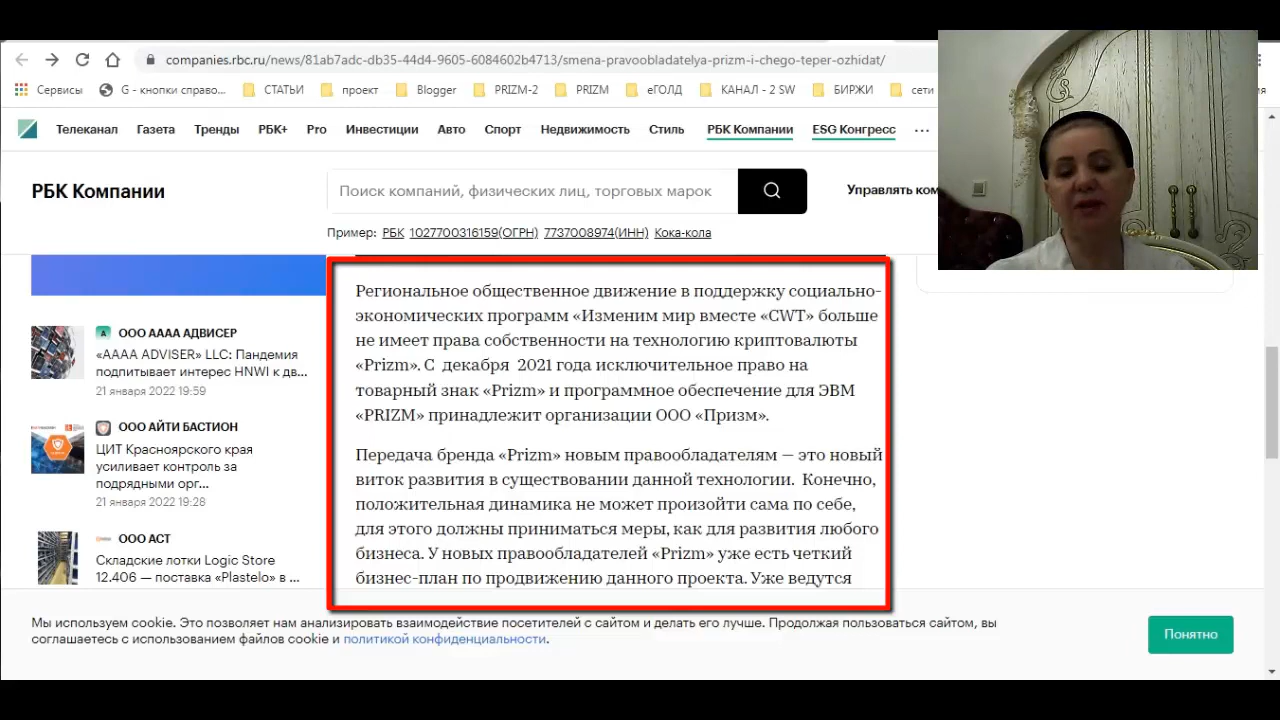 companies.rbc.ru/news/81ab7adc-db35-44d4-9605-6084602b4713/smena-pravoobladatelya-prizm-i-chego-teper-ozhidat/
Сервисы G - кнопки справо... СТАТЬИ проект Blogger PRIZM-2 PRIZM еГОЛД КАНАЛ - 2 SW БИРЖИ сети
Телеканал Газета Тренды РБК+ Pro Инвестиции Авто Спорт Недвижимость Стиль РБК Компании ESG Конгресс ...
РБК Компании
Поиск компаний, физических лиц, торговых марок
Управлять ком
Пример: РБК 1027700316159(ОГРН) 7737008974(ИНН) Кока-кола
ООО АААА АДВИСЕР
«AAAA ADVISER» LLC: Пандемия
подпитывает интерес HNWI к дв...
21 января 2022 19:59
ООО АЙТИ БАСТИОН
ЦИТ Красноярского края
усиливает контроль за
подрядными орг...
21 января 2022 19:28
ООО АСТ
Складские лотки Logic Store
12.406 — поставка «Plastelo» в ...
Региональное общественное движение в поддержку социально-
экономических программ «Изменим мир вместе «CWT» больше
не имеет права собственности на технологию криптовалюты
«Prizm». С декабря 2021 года исключительное право на
товарный знак «Prizm» и программное обеспечение для ЭВМ
«PRIZM» принадлежит организации ООО «Призм».
Передача бренда «Prizm» новым правообладателям — это новый
виток развития в существовании данной технологии. Конечно,
положительная динамика не может произойти сама по себе,
для этого должны приниматься меры, как для развития любого
бизнеса. У новых правообладателей «Prizm» уже есть четкий
бизнес-план по продвижению данного проекта. Уже ведутся
Мы используем cookie. Это позволяет нам анализировать взаимодействие посетителей с сайтом и делать его лучше. Продолжая пользоваться сайтом, вы
соглашаетесь с использованием файлов cookie и политикой конфиденциальности.
Понятно